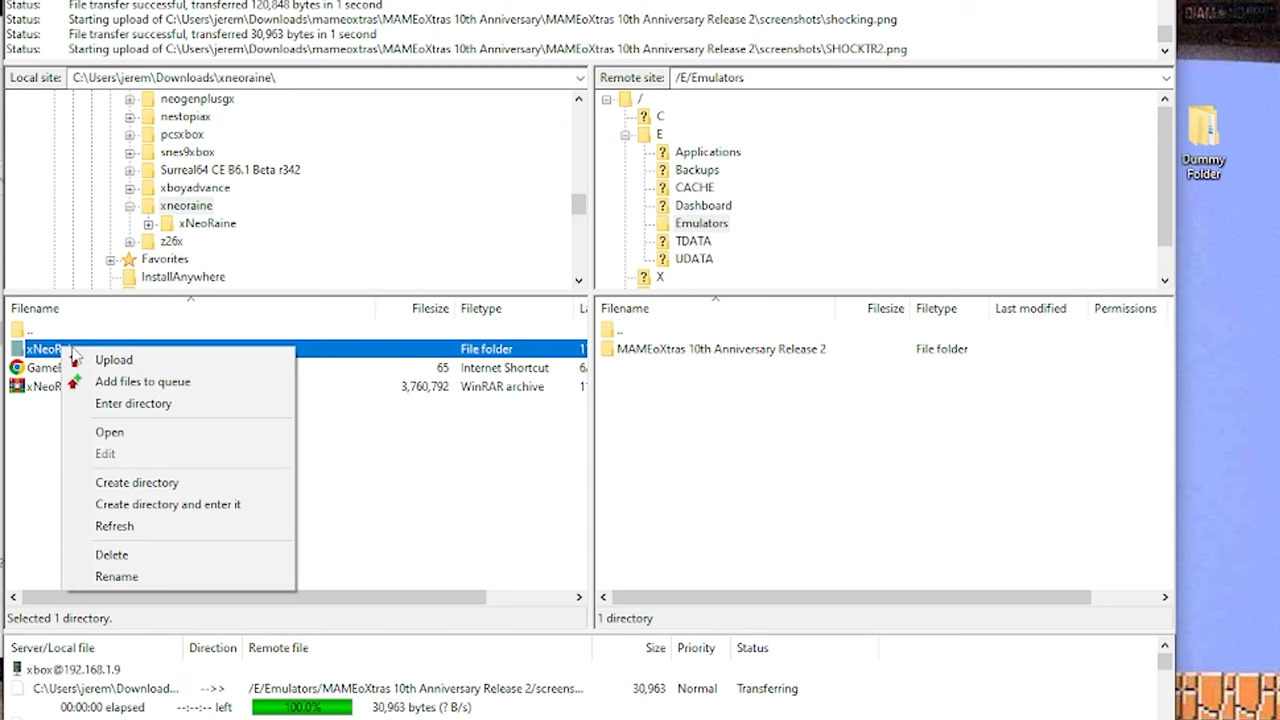 Status: File transfer successful, transferred 120,848 bytes in 1 second
Status: Starting upload of C:\Users\jerem\Downloads\mameoxtras\MAMEoXtras 10th Anniversary\MAMEoXtras 10th Anniversary Release 2\screenshots\shocking.png
Status: File transfer successful, transferred 30,963 bytes in 1 second
Status: Starting upload of C:\Users\jerem\Downloads\mameoxtras\MAMEoXtras 10th Anniversary\MAMEoXtras 10th Anniversary Release 2\screenshots\SHOCKTR2.png
Local site: C:\Users\jerem\Downloads\xneoraine\
neogenplusgx
nestopiax
pcsxbox
snes9xbox
Surreal64 CE B6.1 Beta r342
xboyadvance
xneoraine
xNeoRaine
z26x
Favorites
InstallAnywhere
Remote site: /E/Emulators
/
C
E
Applications
Backups
CACHE
Dashboard
Emulators
TDATA
UDATA
X
Dummy
Folder
Filename Filesize Filetype
..
xNeoR File folder
GameE 65 Internet Shortcut
xNeoR 3,760,792 WinRAR archive
Upload
Add files to queue
Enter directory
Open
Edit
Create directory
Create directory and enter it
Refresh
Delete
Rename
Selected 1 directory.
Filename Filesize Filetype Last modified Permissions
..
MAMEoXtras 10th Anniversary Release 2 File folder
1 directory
Server/Local file Direction Remote file Size Priority Status
xbox@192.168.1.9
C:\Users\jerem\Download... -->> /E/Emulators/MAMEoXtras 10th Anniversary Release 2/screens... 30,963 Normal Transferring
00:00:00 elapsed --:--:-- left 100.0% 30,963 bytes (? B/s)